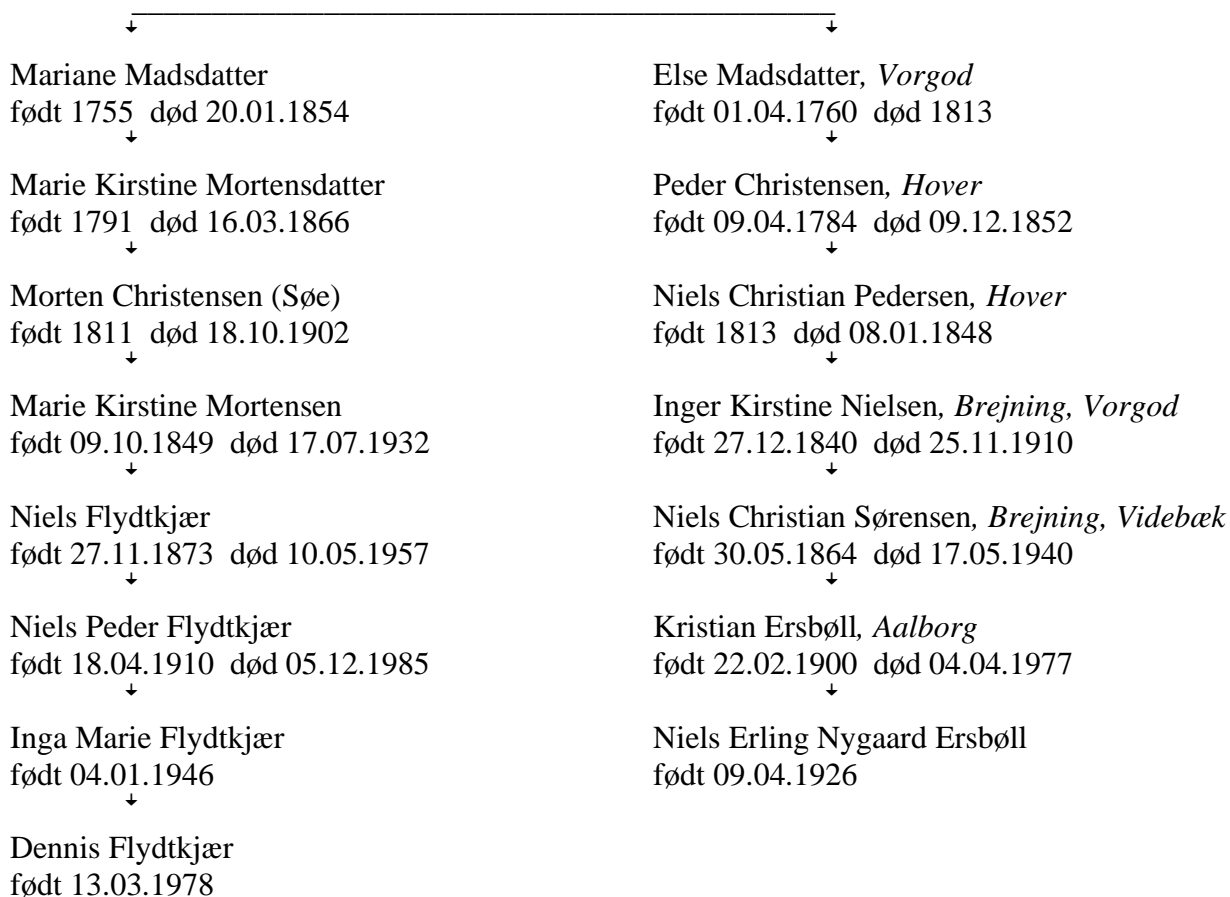 Mariane Madsdatter
født 1755 død 20.01.1854
Marie Kirstine Mortensdatter
født 1791 død 16.03.1866
Morten Christensen (Søe)
født 1811 død 18.10.1902
Marie Kirstine Mortensen
født 09.10.1849 død 17.07.1932
Niels Flydtkjær
født 27.11.1873 død 10.05.1957
Niels Peder Flydtkjær
født 18.04.1910 død 05.12.1985
Inga Marie Flydtkjær
født 04.01.1946
Dennis Flydtkjær
født 13.03.1978
Else Madsdatter, Vorgod
født 01.04.1760 død 1813
Peder Christensen, Hover
født 09.04.1784 død 09.12.1852
Niels Christian Pedersen, Hover
født 1813 død 08.01.1848
Inger Kirstine Nielsen, Brejning, Vorgod
født 27.12.1840 død 25.11.1910
Niels Christian Sørensen, Brejning, Videbæk
født 30.05.1864 død 17.05.1940
Kristian Ersbøll, Aalborg
født 22.02.1900 død 04.04.1977
Niels Erling Nygaard Ersbøll
født 09.04.1926